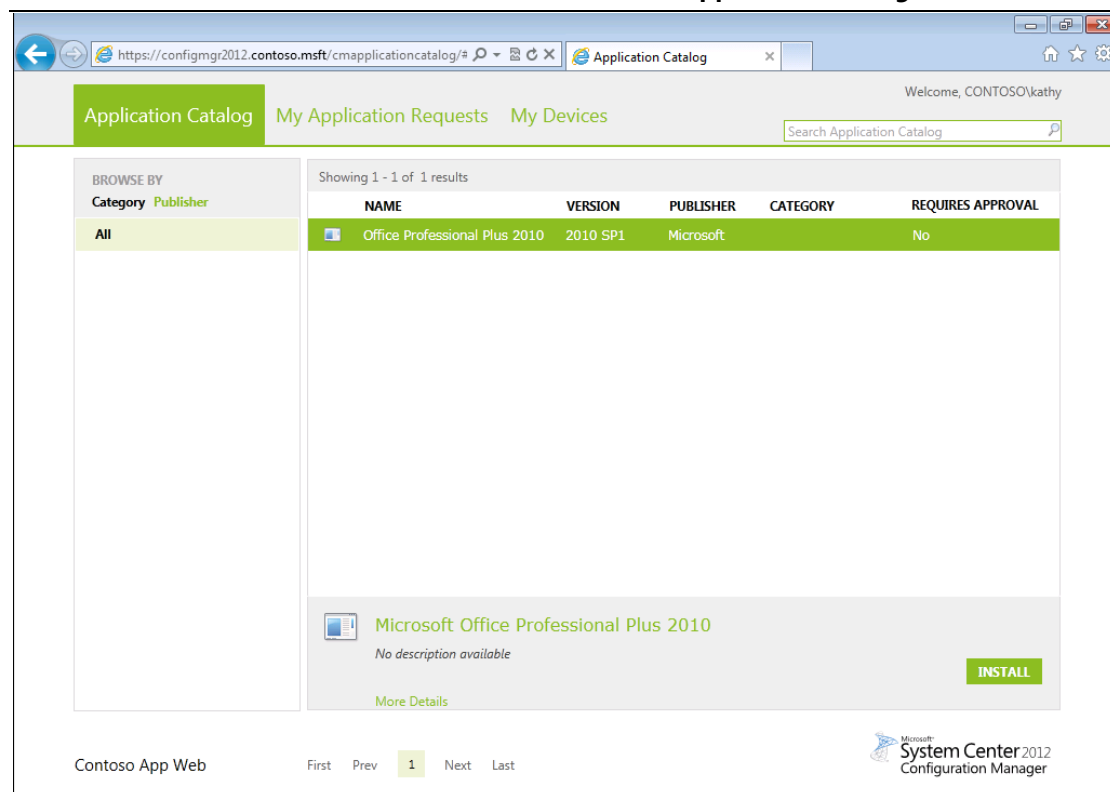 https://configmgr2012.contoso.msft/cmapplicationcatalog/# Application Catalog
Welcome, CONTOSO\kathy
Application Catalog My Application Requests My Devices
Search Application Catalog
BROWSE BY
Category Publisher
All
Showing 1 - 1 of 1 results
NAME VERSION PUBLISHER CATEGORY REQUIRES APPROVAL
Office Professional Plus 2010 2010 SP1 Microsoft No
Microsoft Office Professional Plus 2010
No description available
INSTALL
More Details
Contoso App Web
First Prev 1 Next Last
Microsoft
System Center 2012
Configuration Manager